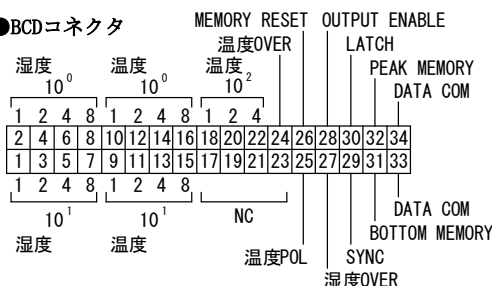 ●BCDコネクタ
MEMORY RESET OUTPUT ENABLE
温度OVER LATCH
湿度 温度 温度 PEAK MEMORY
10⁰ 10⁰ 10² DATA COM
1 2 4 8 1 2 4 8 1 2 4
2 4 6 8 10 12 14 16 18 20 22 24 26 28 30 32 34
1 3 5 7 9 11 13 15 17 19 21 23 25 27 29 31 33
1 2 4 8 1 2 4 8
10¹ 10¹ NC DATA COM
湿度 温度 BOTTOM MEMORY
温度POL SYNC
湿度OVER